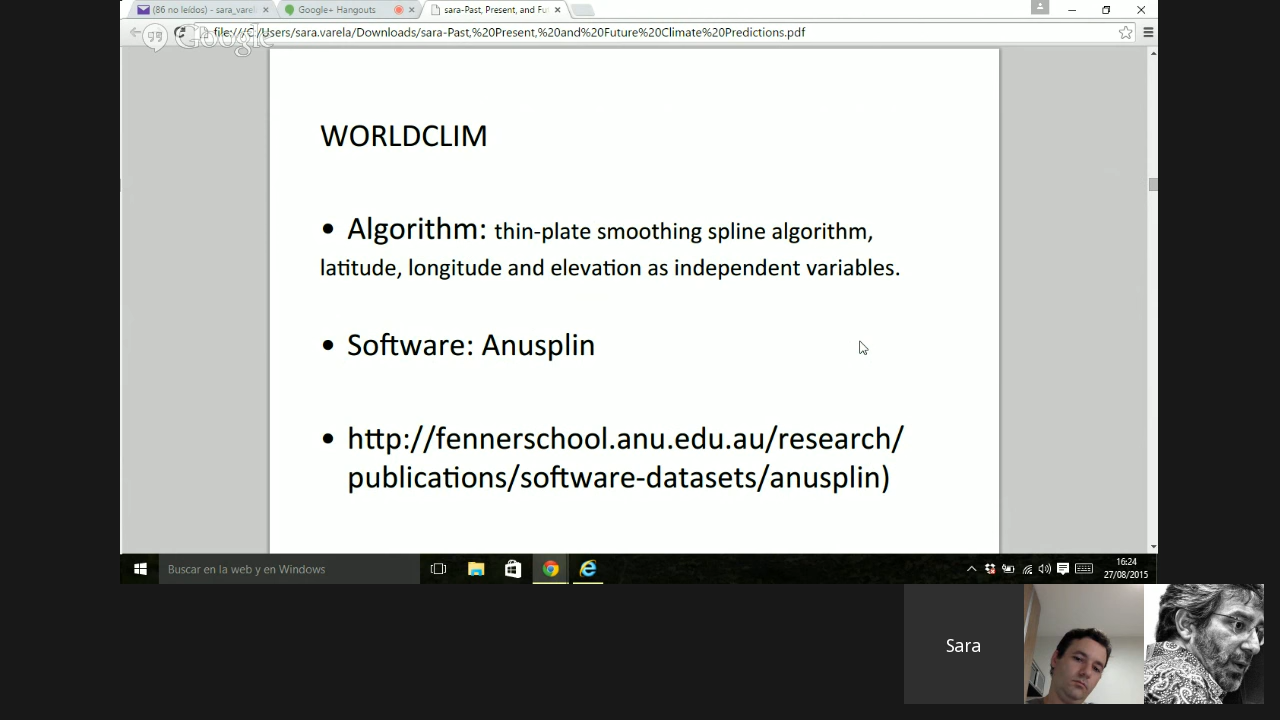 (86 no leídos) - sara_varel
Google+ Hangouts
sara-Past, Present, and Fu
Google
file:///C:/Users/sara.varela/Downloads/sara-Past,%20Present,%20and%20Future%20Climate%20Predictions.pdf
WORLDCLIM
• Algorithm: thin-plate smoothing spline algorithm,
latitude, longitude and elevation as independent variables.
• Software: Anusplin
• http://fennerschool.anu.edu.au/research/
publications/software-datasets/anusplin)
Buscar en la web y en Windows
16:24
27/08/2015
Sara